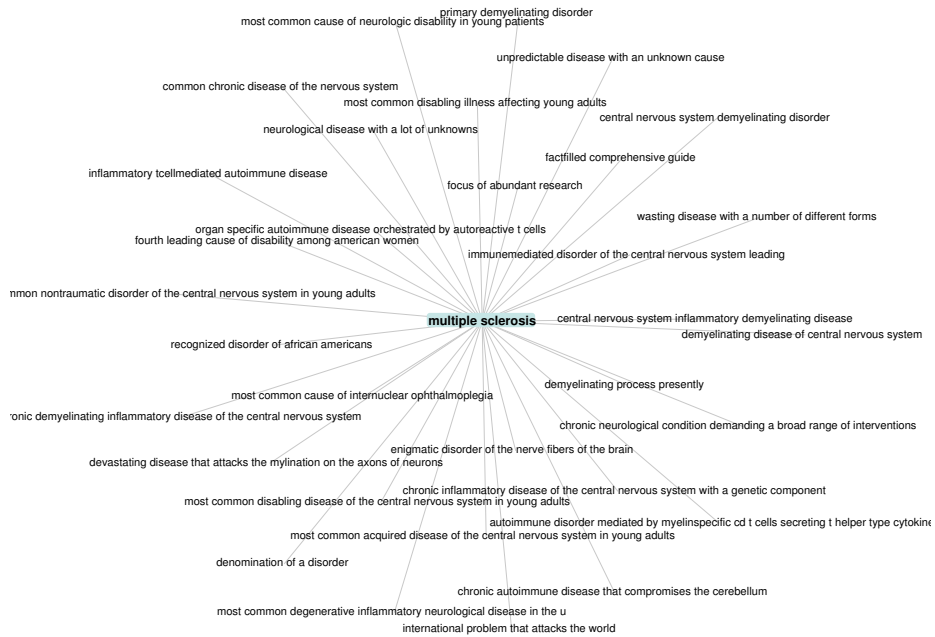 primary demyelinating disorder
most common cause of neurologic disability in young patients
unpredictable disease with an unknown cause
common chronic disease of the nervous system
most common disabling illness affecting young adults
central nervous system demyelinating disorder
neurological disease with a lot of unknowns
factfilled comprehensive guide
inflammatory tcellmediated autoimmune disease
focus of abundant research
wasting disease with a number of different forms
organ specific autoimmune disease orchestrated by autoreactive t cells
fourth leading cause of disability among american women
immunemediated disorder of the central nervous system leading
nontraumatic disorder of the central nervous system in young adults
multiple sclerosis
central nervous system inflammatory demyelinating disease
demyelinating disease of central nervous system
recognized disorder of african americans
demyelinating process presently
most common cause of internuclear ophthalmoplegia
demyelinating inflammatory disease of the central nervous system
chronic neurological condition demanding a broad range of interventions
enigmatic disorder of the nerve fibers of the brain
devastating disease that attacks the mylination on the axons of neurons
chronic inflammatory disease of the central nervous system with a genetic component
most common disabling disease of the central nervous system in young adults
autoimmune disorder mediated by myelinspecific cd t cells secreting t helper type cytokine
most common acquired disease of the central nervous system in young adults
denomination of a disorder
chronic autoimmune disease that compromises the cerebellum
most common degenerative inflammatory neurological disease in the u
international problem that attacks the world